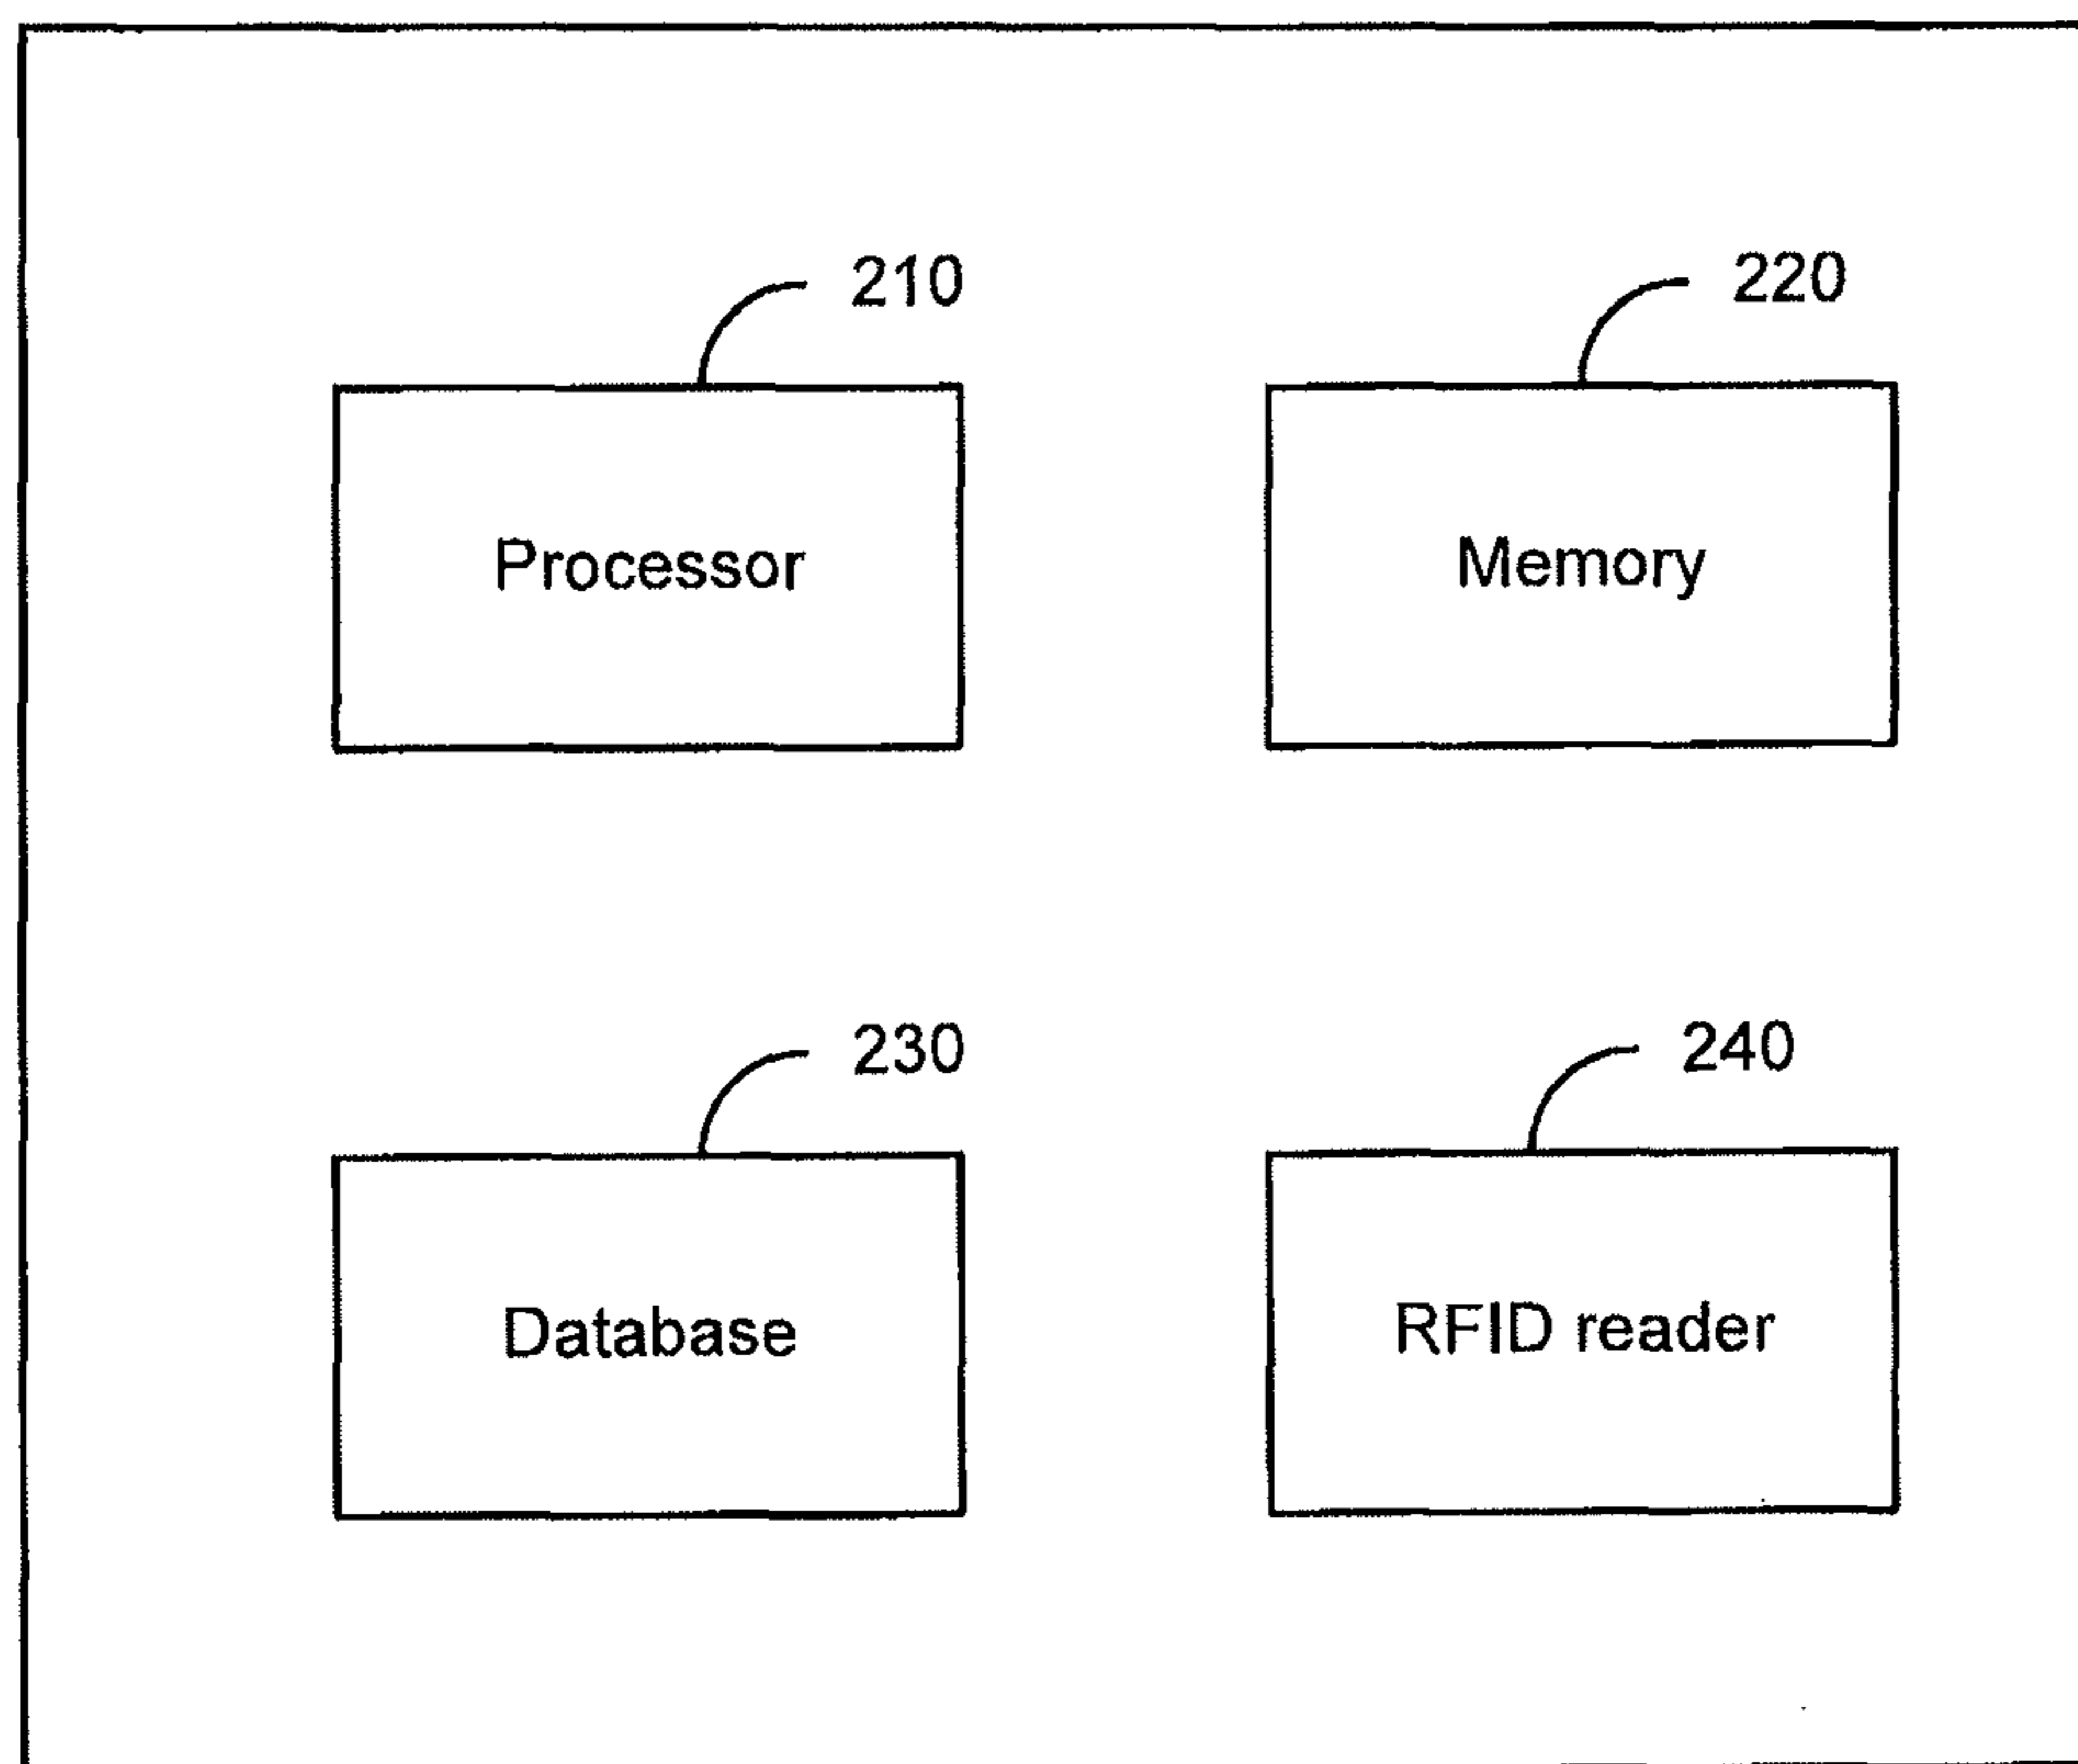 210
220
Processor
Memory
230
240
Database
RFID reader